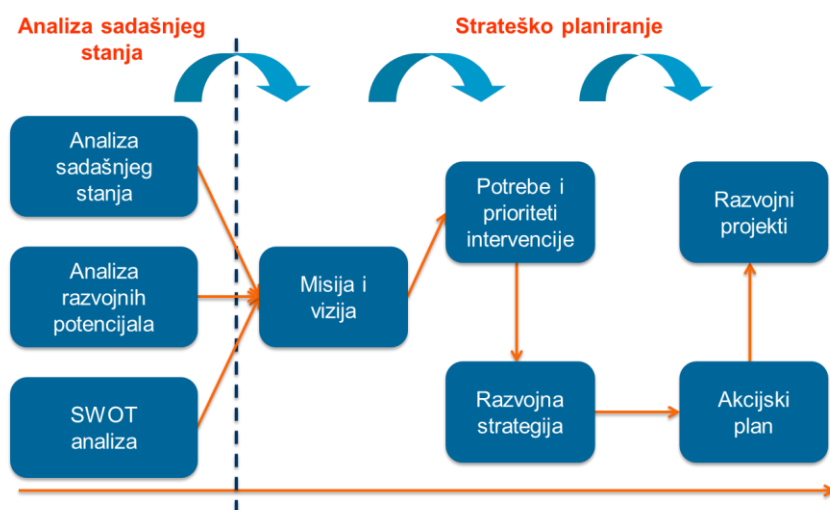 Analiza sadašnjeg
stanja
Strateško planiranje
Analiza
sadašnjeg
stanja
Analiza
razvojnih
potencijala
SWOT
analiza
Misija i
vizija
Potrebe i
prioriteti
intervencije
Razvojna
strategija
Razvojni
projekti
Akcijski
plan